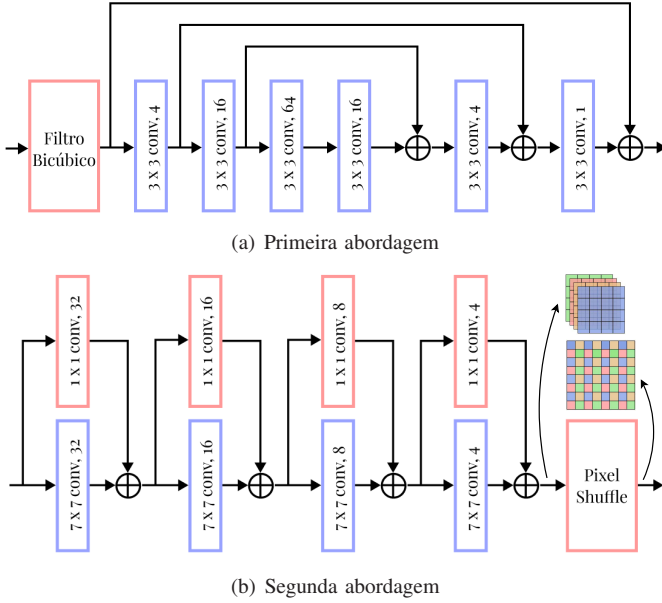 Filtro
Bicúbico
3 x 3 conv, 4
3 x 3 conv, 16
3 x 3 conv, 64
3 x 3 conv, 16
3 x 3 conv, 4
3 x 3 conv, 1
(a) Primeira abordagem
1 x 1 conv, 32
1 x 1 conv, 16
1 x 1 conv, 8
1 x 1 conv, 4
7 x 7 conv, 32
7 x 7 conv, 16
7 x 7 conv, 8
7 x 7 conv, 4
Pixel
Shuffle
(b) Segunda abordagem